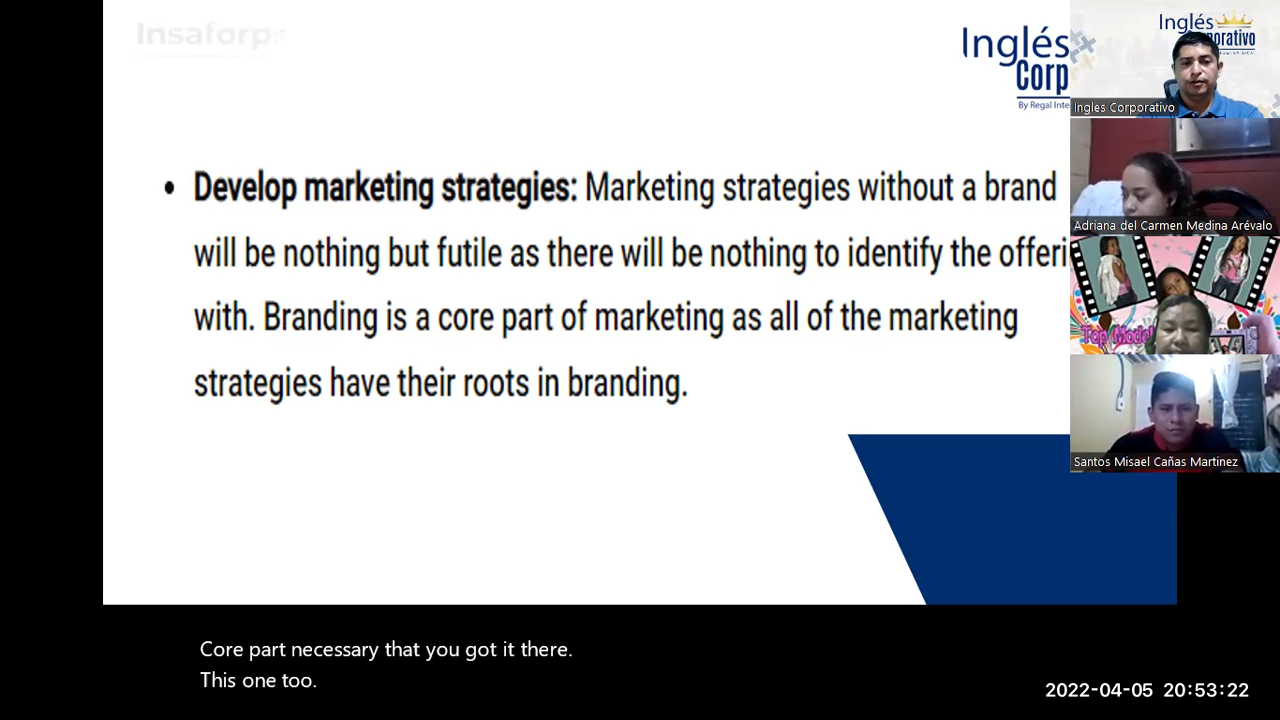 Insaforp
Inglés
Corp
By Regal Inte
Develop marketing strategies: Marketing strategies without a brand
will be nothing but futile as there will be nothing to identify the offeri
with. Branding is a core part of marketing as all of the marketing
strategies have their roots in branding.
Inglés
porativo
Ingles Corporativo
Adriana del Carmen Medina Arévalo
Top Model
Santos Misael Cañas Martinez
Core part necessary that you got it there.
This one too.
2022-04-05 20:53:22